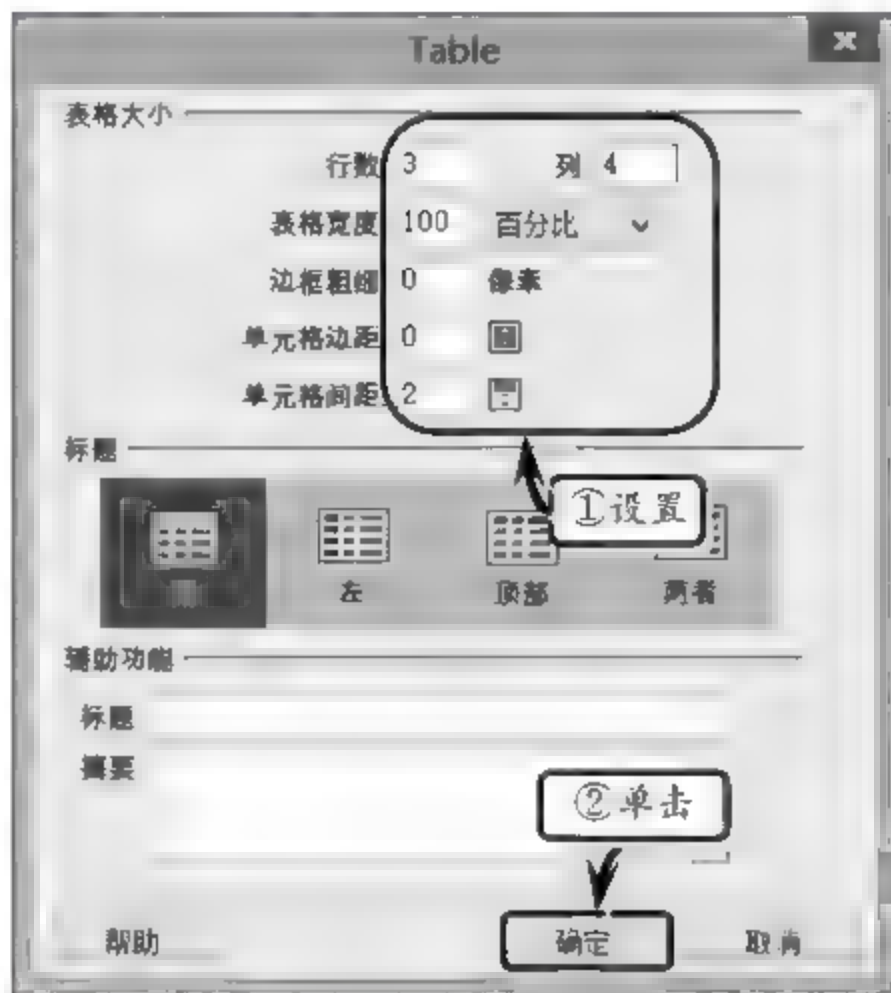 Table
表格大小
行数 3 列 4
表格宽度 100 百分比
边框粗细 0 像素
单元格边距 0
单元格间距 2
标题
①设置
左 顶部 两者
辅助功能
标题
摘要
②单击
帮助 确定 取消